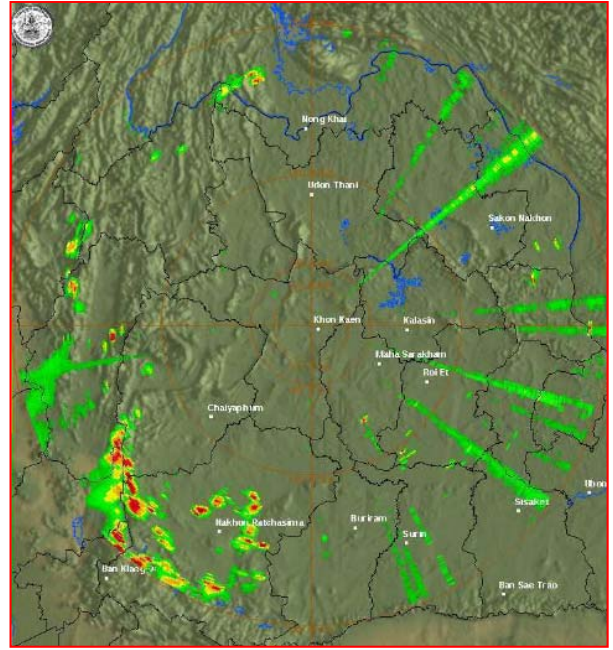 Nong Khai
Udon Thani
Sakon Nakhon
Khon Kaen
Kalasin
Maha Sarakham
Roi Et
Chaiyaphum
Ubon
Sisaket
Nakhon Ratchasima
Buriram
Surin
Ban Klang
Ban Sae Trao